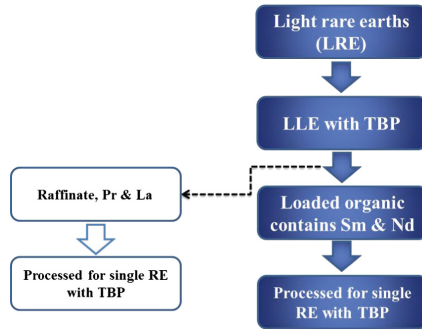 Light rare earths
(LRE)
LLE with TBP
Raffinate, Pr & La
Loaded organic
contains Sm & Nd
Processed for single RE
with TBP
Processed for single
RE with TBP